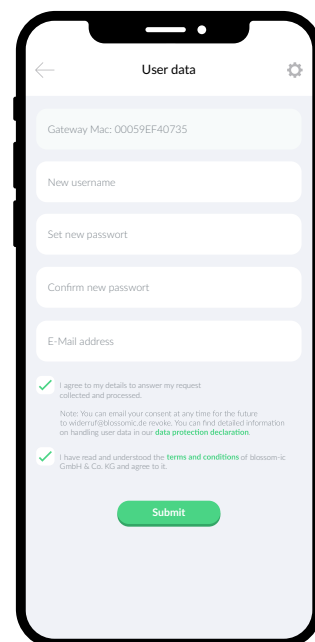 User data
Gateway Mac: 00059EF40735
New username
Set new passwort
Confirm new passwort
E-Mail address
I agree to my details to answer my request
collected and processed.
Note: You can email your consent at any time for the future
to widerruf@blossomic.de revoke. You can find detailed information
on handling user data in our data protection declaration.
I have read and understood the terms and conditions of blossom-ic
GmbH & Co. KG and agree to it.
Submit